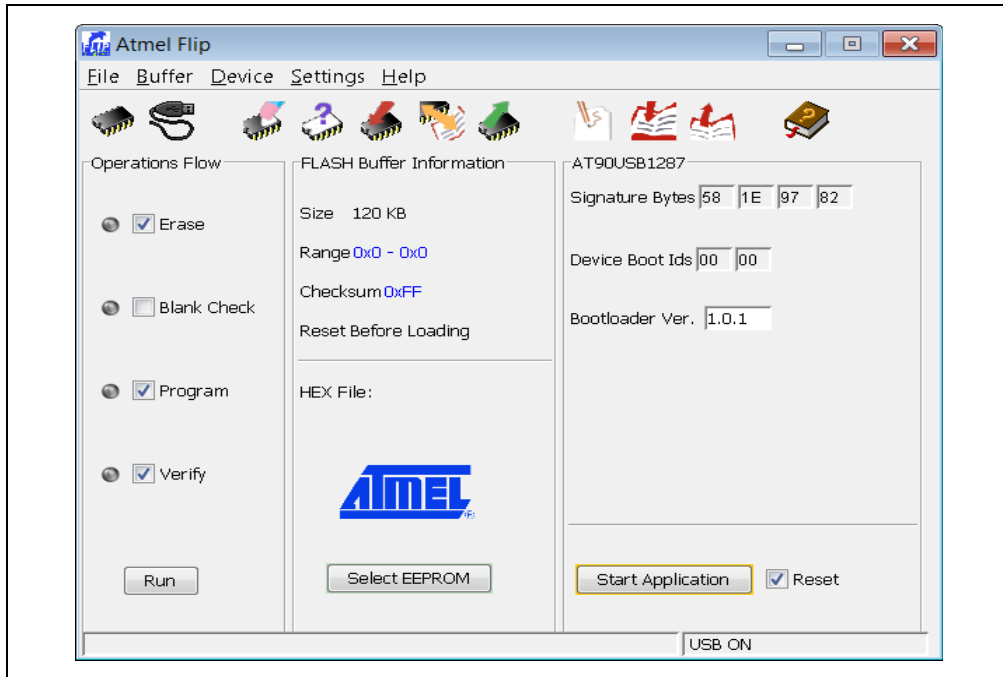 Atmel Flip
File Buffer Device Settings Help
Operations Flow
Erase
Blank Check
Program
Verify
Run
FLASH Buffer Information
Size 120 KB
Range 0x0 - 0x0
Checksum 0xFF
Reset Before Loading
HEX File:
ATMEL
Select EEPROM
AT90USB1287
Signature Bytes 58 1E 97 82
Device Boot Ids 00 00
Bootloader Ver. 1.0.1
Start Application Reset
USB ON